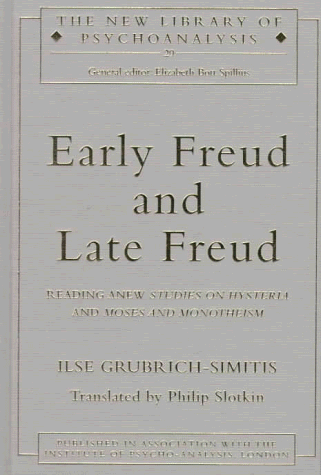 THE NEW LIBRARY OF
PSYCHOANALYSIS
29
General editor: Elizabeth Bott Spillius
Early Freud
and
Late Freud
READING ANEW STUDIES ON HYSTERIA
AND MOSES AND MONOTHEISM
ILSE GRUBRICH-SIMITIS
Translated by Philip Slotkin
PUBLISHED IN ASSOCIATION WITH THE
INSTITUTE OF PSYCHO-ANALYSIS, LONDON